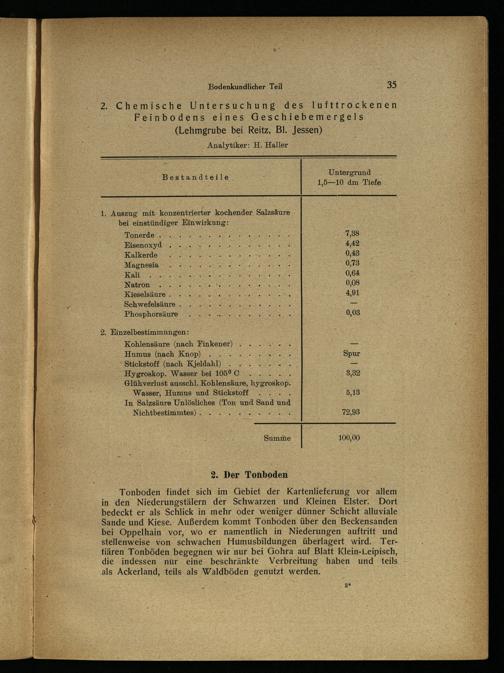 Bodenkundlicher Teil 35
2. Chemische Untersuchung des lufttrockenen
Feinbodens eines Geschiebemergels
(Lehmgrube bei Reitz, Bl. Jessen)
Analytiker: H. Haller
Bestandteile
Untergrund
1,5—10 dm Tiefe
1. Auszug mit konzentrierter kochender Salzsäure
bei einstündiger Einwirkung:
Tonerde . . . . . . . . . . . . . 7,38
Eisenoxyd . . . . . . . . . . . . 4,42
Kalkerde . . . . . . . . . . . . 0,43
Magnesia . . . . . . . . . . . . 0,73
Kali . . . . . . . . . . . . . . 0,64
Natron . . . . . . . . . . . . . 0,08
Kieselsäure . . . . . . . . . . . 4,91
Schwefelsäure . . . . . . . . . . —
Phosphorsäure . . . . . . . . . . 0,03
2. Einzelbestimmungen:
Kohlensäure (nach Finkener) . . . . . . —
Humus (nach Knop) . . . . . . . . Spur
Stickstoff (nach Kjeldahl) . . . . . . . —
Hygroskop. Wasser bei 105⁰ C . . . . . 3,32
Glühverlust ausschl. Kohlensäure, hygroskop.
Wasser, Humus und Stickstoff . . . . 5,13
In Salzsäure Unlösliches (Ton und Sand und
Nichtbestimmtes) . . . . . . . . . 72,93
Summe 100,00
2. Der Tonboden
Tonboden findet sich im Gebiet der Kartenlieferung vor allem
in den Niederungstälern der Schwarzen und Kleinen Elster. Dort
bedeckt er als Schlick in mehr oder weniger dünner Schicht alluviale
Sande und Kiese. Außerdem kommt Tonboden über den Beckensanden
bei Oppelhain vor, wo er namentlich in Niederungen auftritt und
stellenweise von schwachen Humusbildungen überlagert wird. Ter-
tiären Tonböden begegnen wir nur bei Gohra auf Blatt Klein-Leipisch,
die indessen nur eine beschränkte Verbreitung haben und teils
als Ackerland, teils als Waldböden genutzt werden.
3*